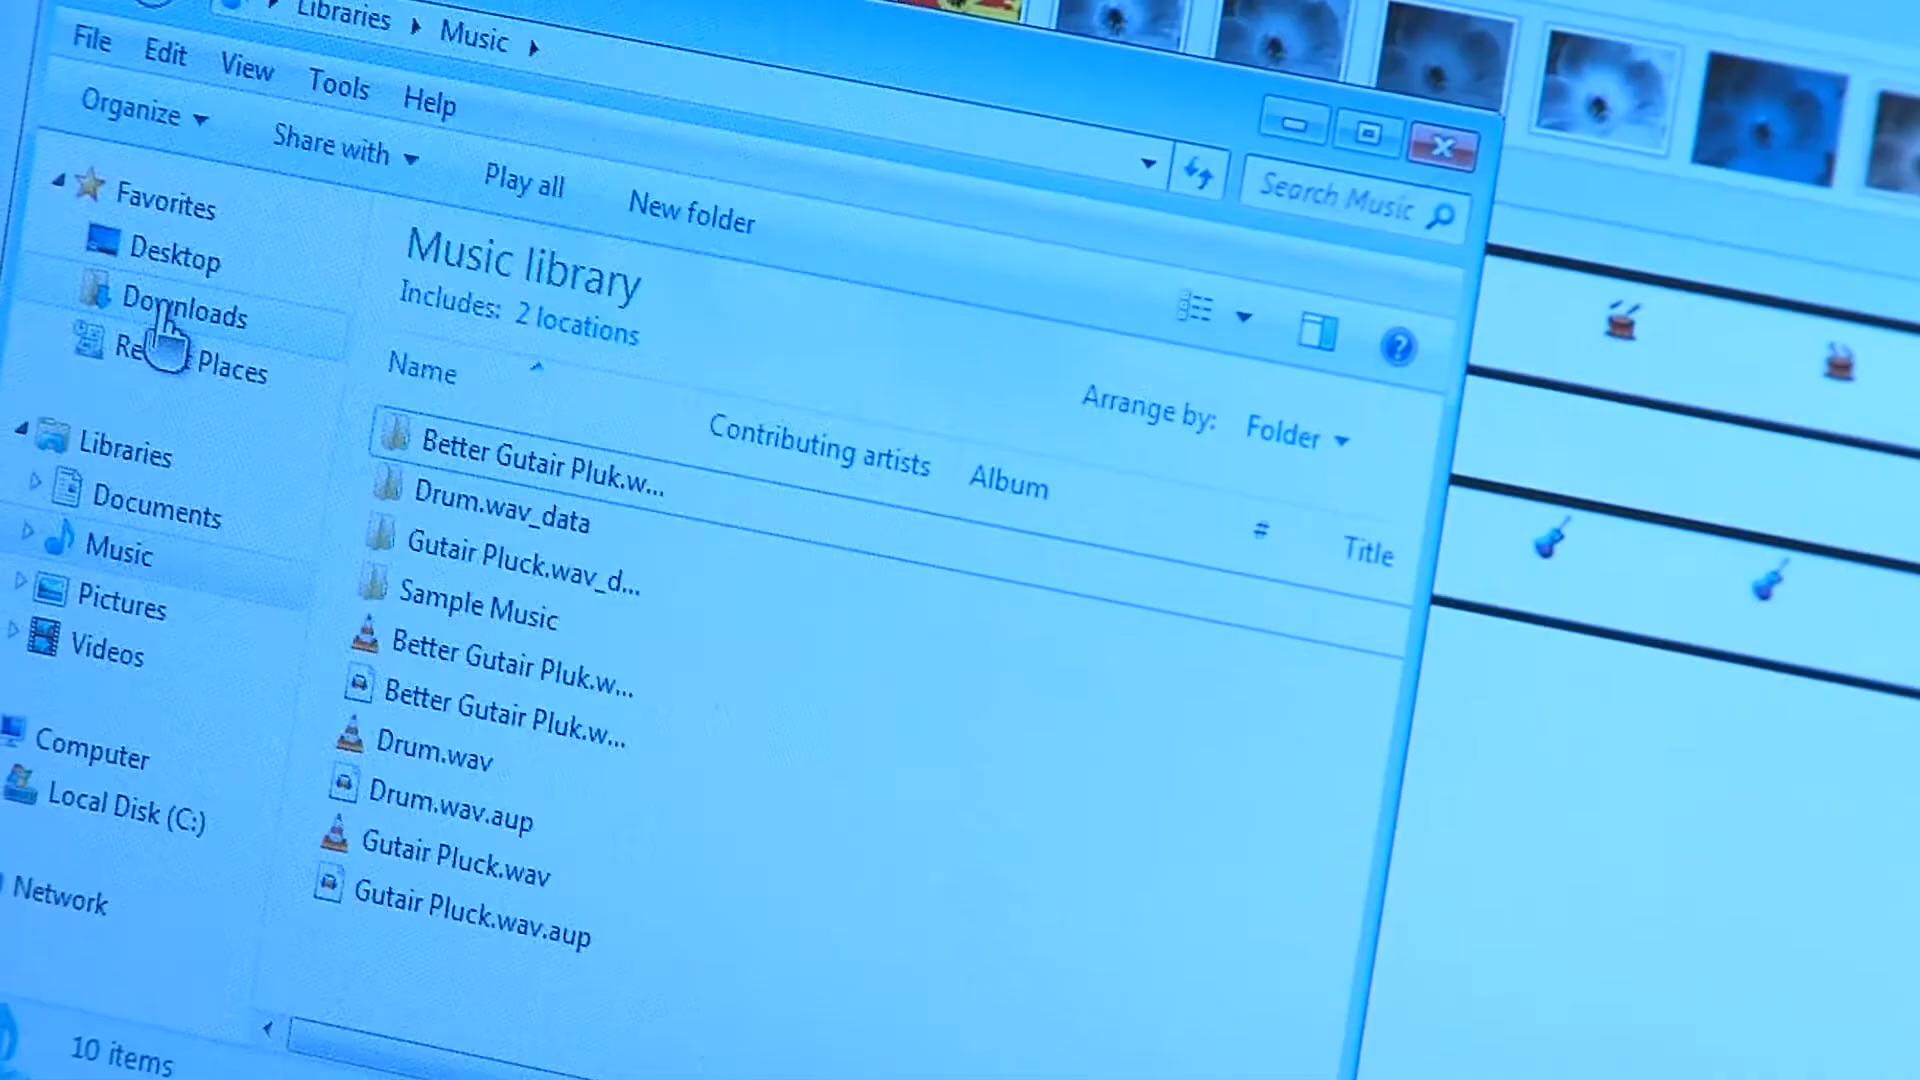 Libraries ▸ Music ▸
File Edit View Tools Help
Organize Share with Play all New folder
Search Music
Favorites
Desktop
Downloads
Places
Libraries
Documents
Music
Pictures
Videos
Computer
Local Disk (C:)
Network
Music library
Includes: 2 locations
Arrange by: Folder
Name Contributing artists Album # Title
Better Gutair Pluk.w...
Drum.wav_data
Gutair Pluck.wav_d...
Sample Music
Better Gutair Pluk.w...
Better Gutair Pluk.w...
Drum.wav
Drum.wav.aup
Gutair Pluck.wav
Gutair Pluck.wav.aup
10 items